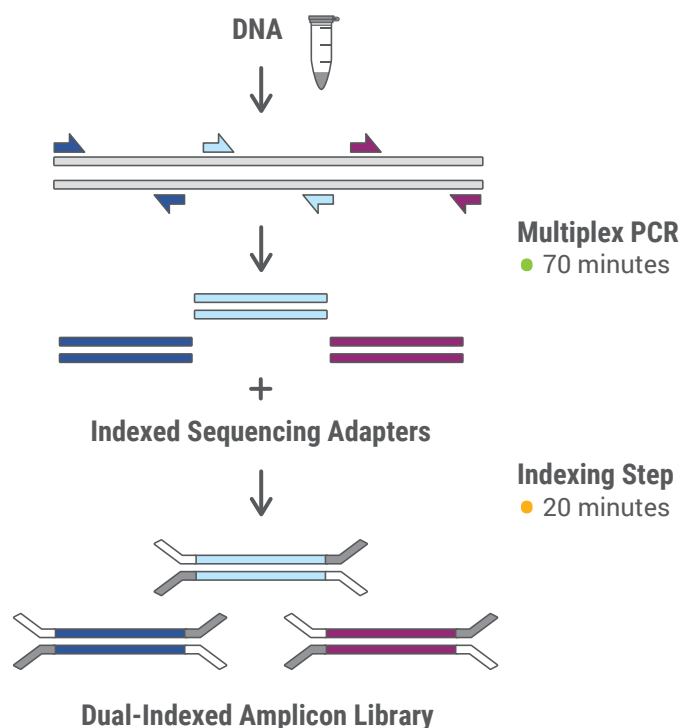 DNA
Multiplex PCR
70 minutes
+
Indexed Sequencing Adapters
Indexing Step
20 minutes
Dual-Indexed Amplicon Library